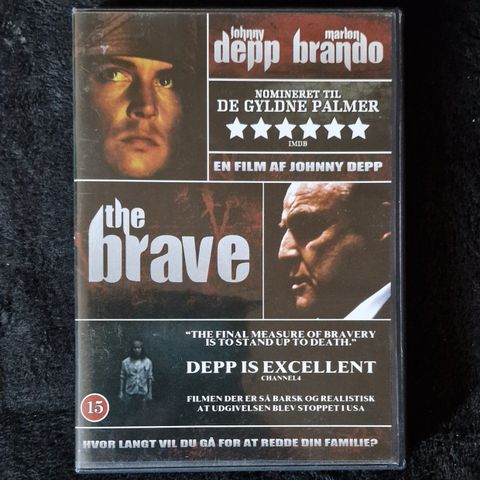 johnny marlon
depp brando
NOMINERET TIL
DE GYLDNE PALMER
IMDB
EN FILM AF JOHNNY DEPP
the
brave
"THE FINAL MEASURE OF BRAVERY
IS TO STAND UP TO DEATH."
DEPP IS EXCELLENT
CHANNEL4
FILMEN DER ER SÅ BARSK OG REALISTISK
AT UDGIVELSEN BLEV STOPPET I USA
15
HVOR LANGT VIL DU GÅ FOR AT REDDE DIN FAMILIE?